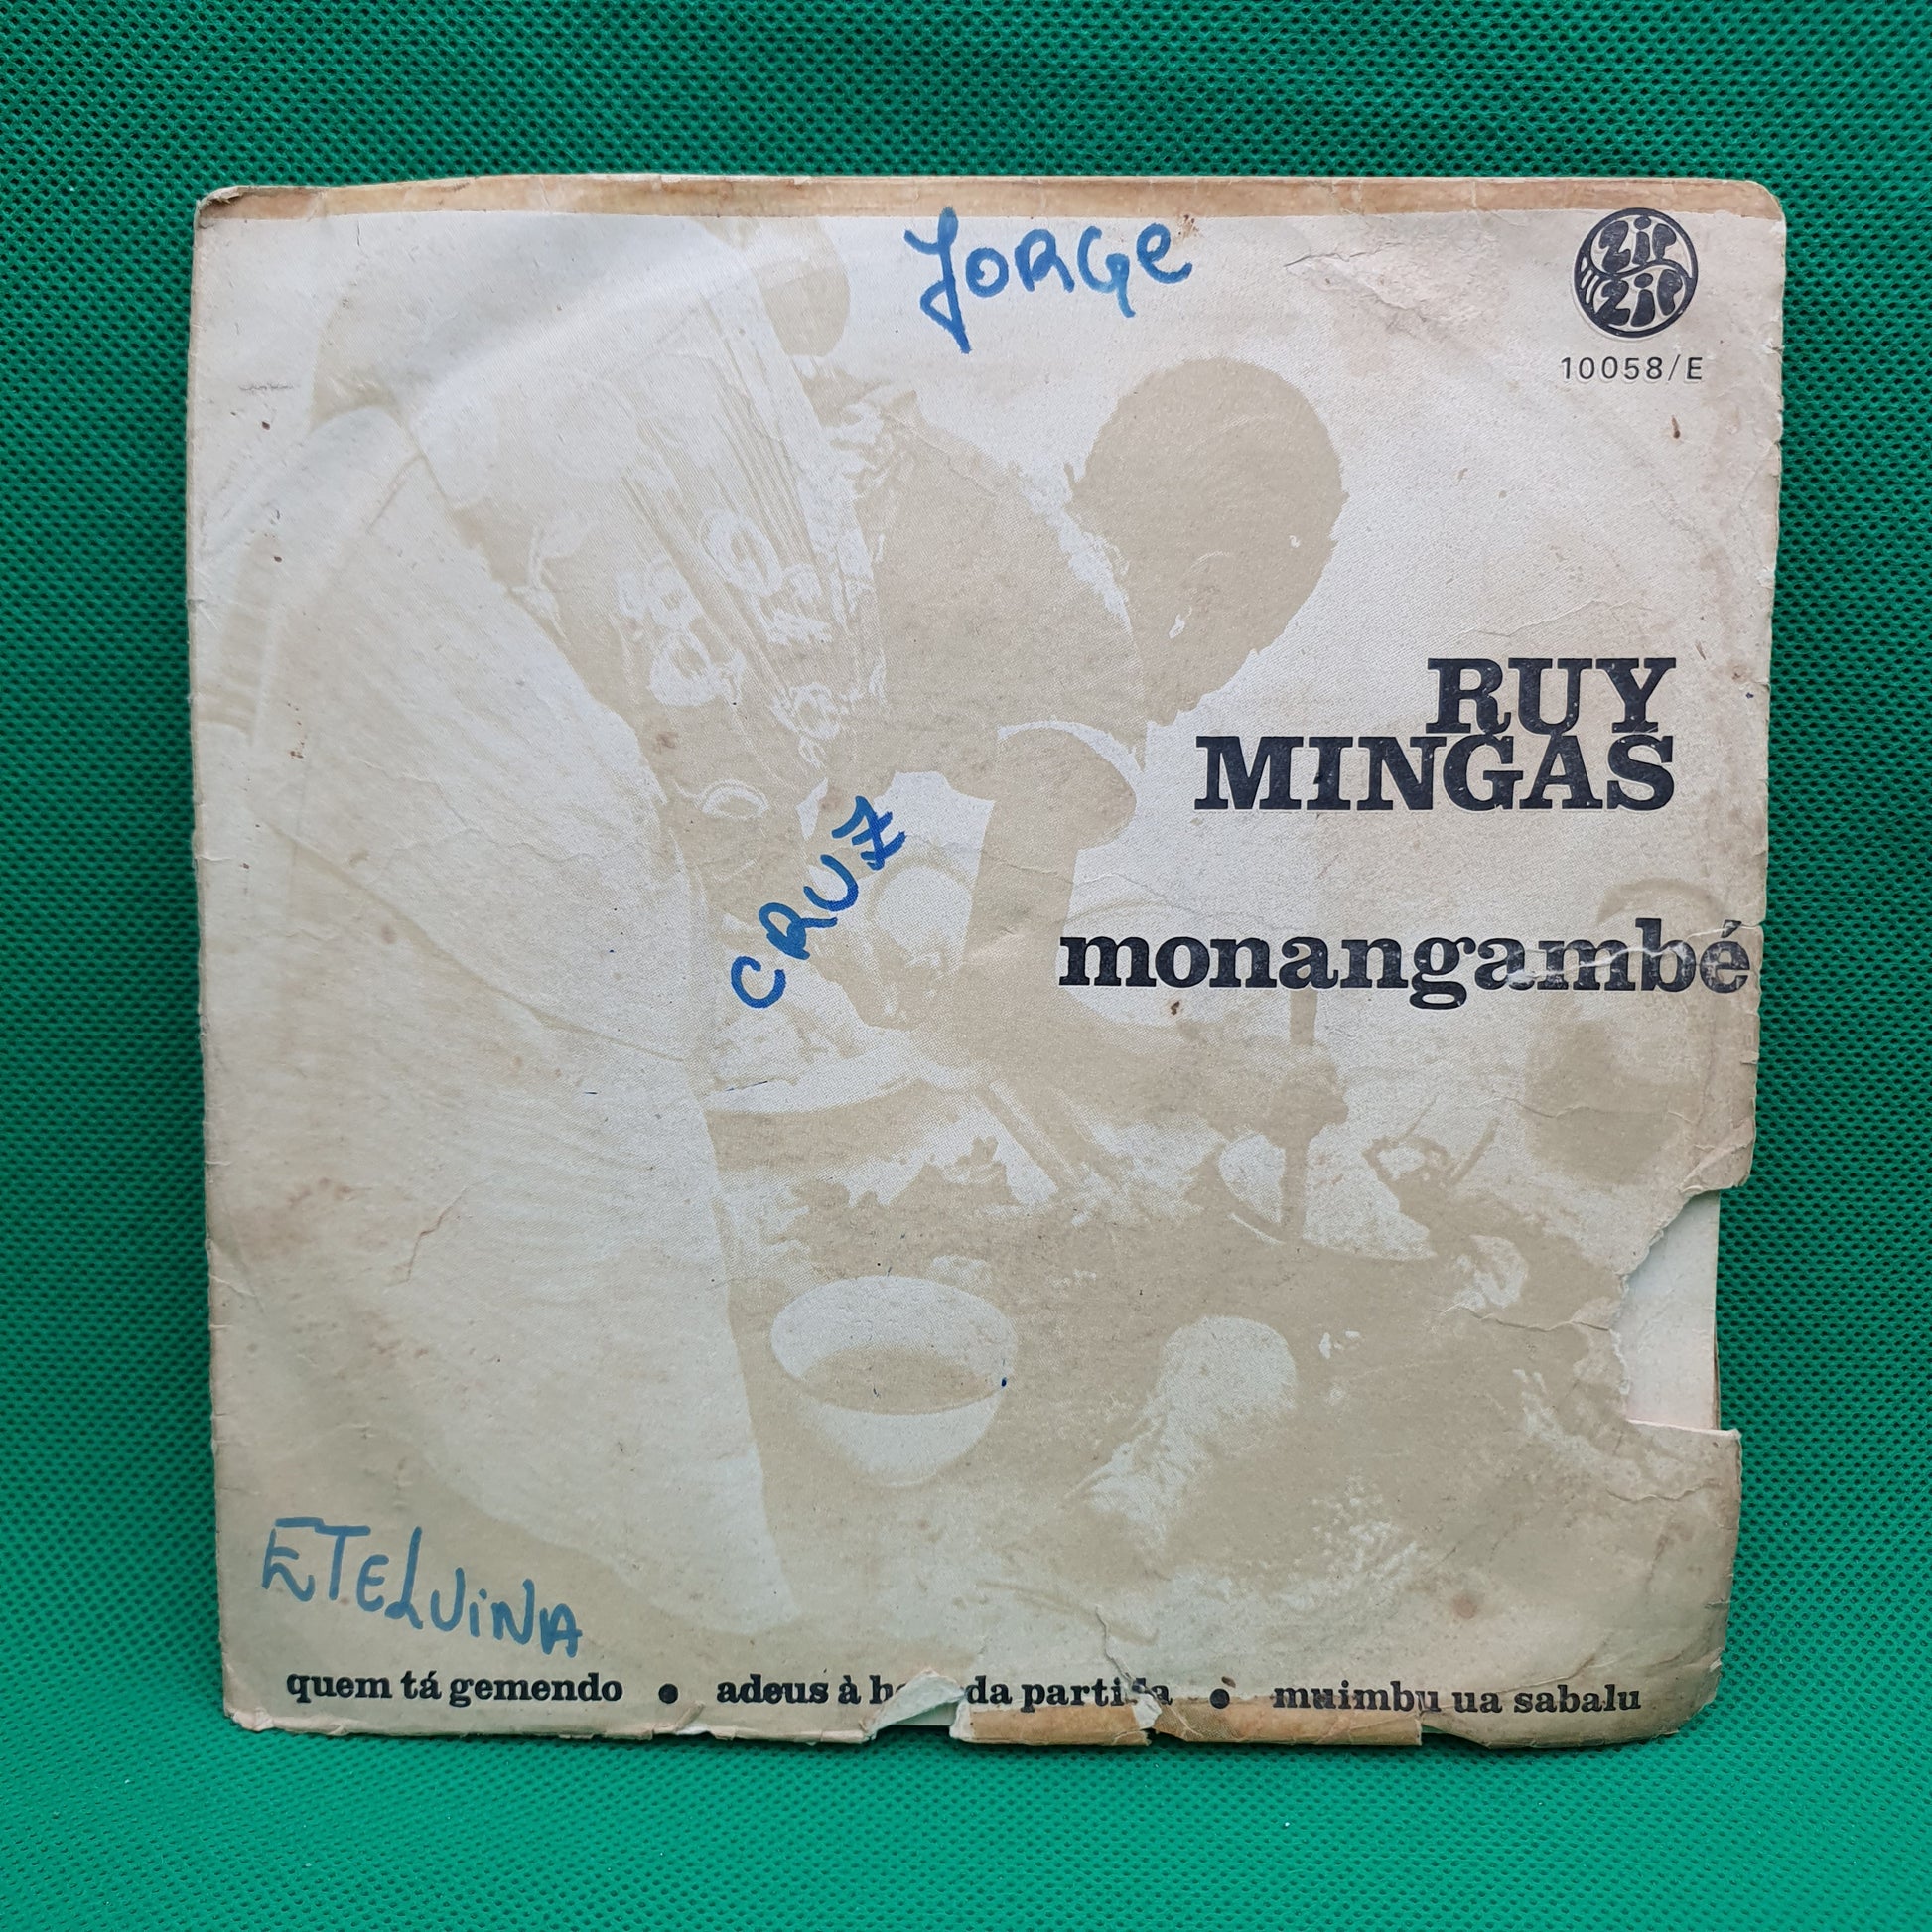 Jorge
zip
zip
10058/E
RUY
MINGAS
CRUZ
monangambé
ETELVINA
quem tá gemendo • adeus à da partida • muimbu ua sabalu